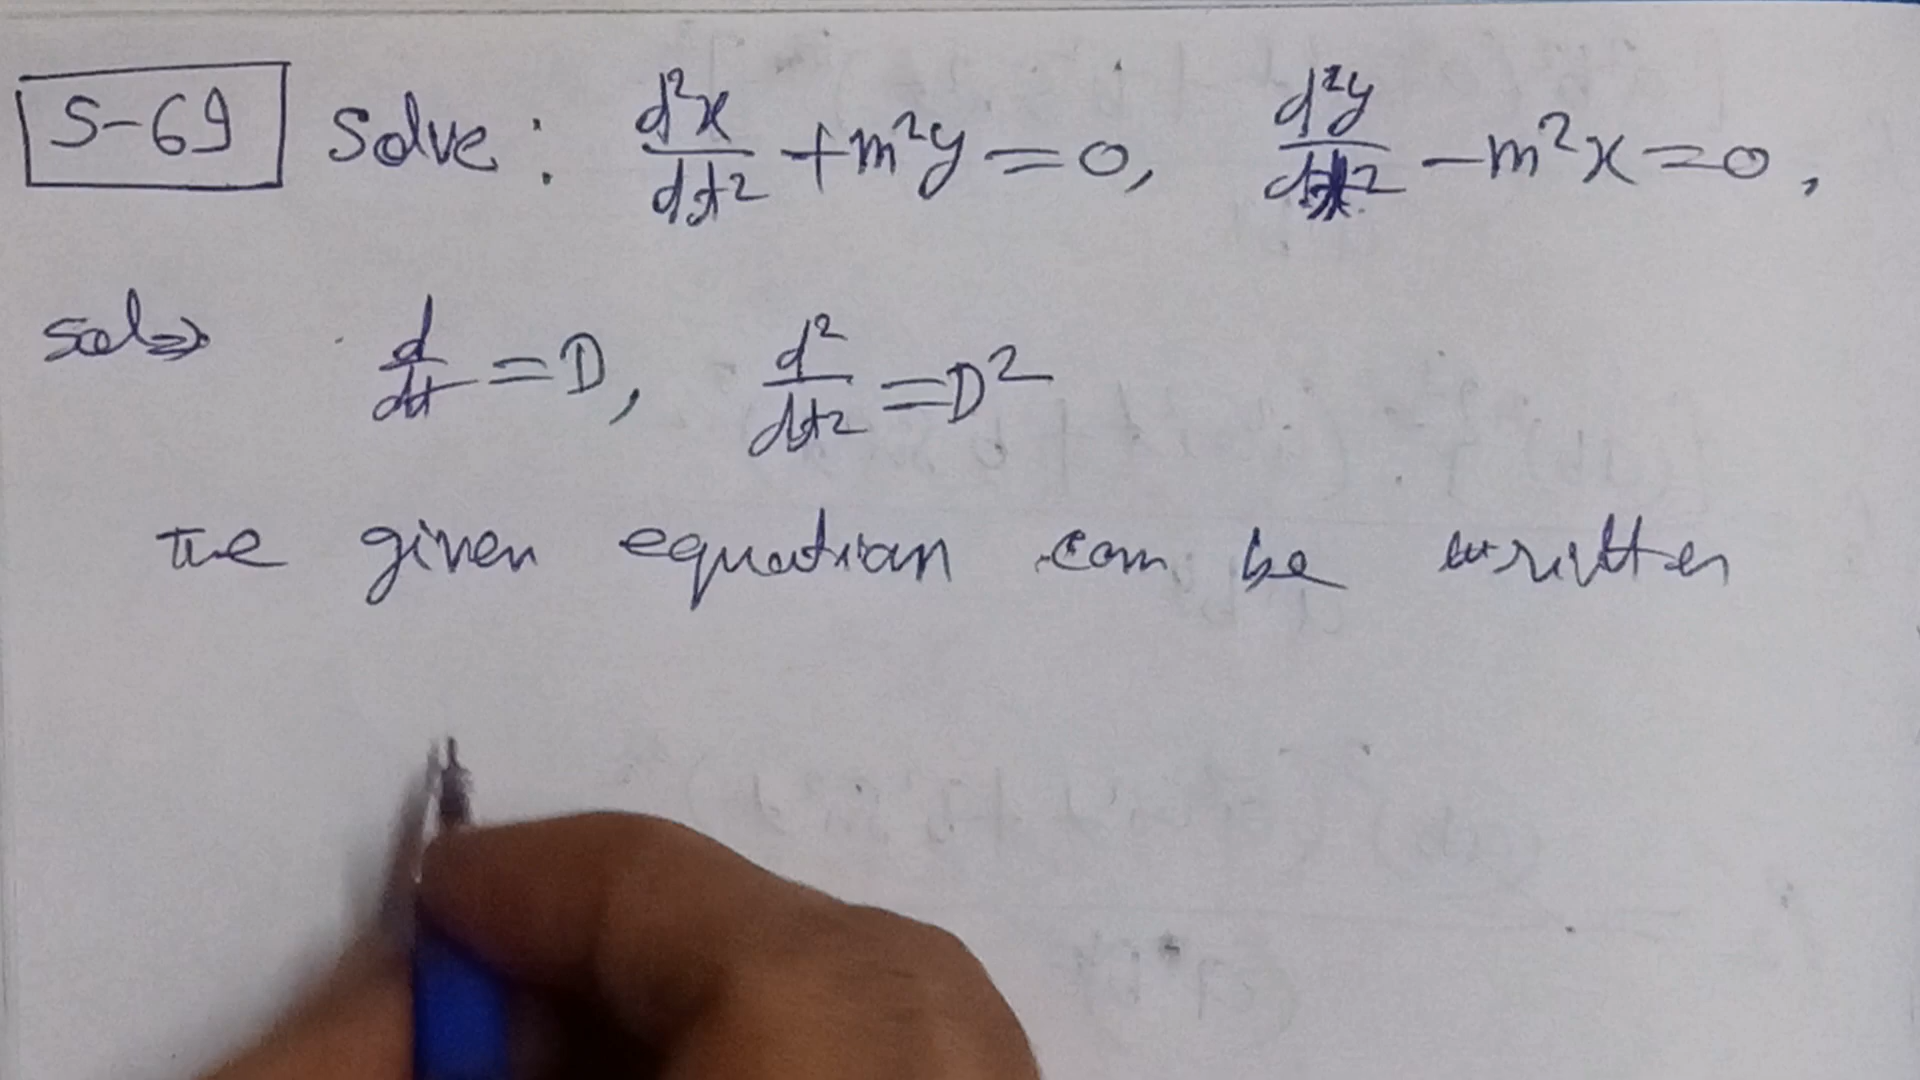 S-69 Solve: d²x/dt² + m²y = 0, d²y/dt² - m²x = 0,
sol⇒ d/dt = D, d²/dt² = D²
The given equation can be written